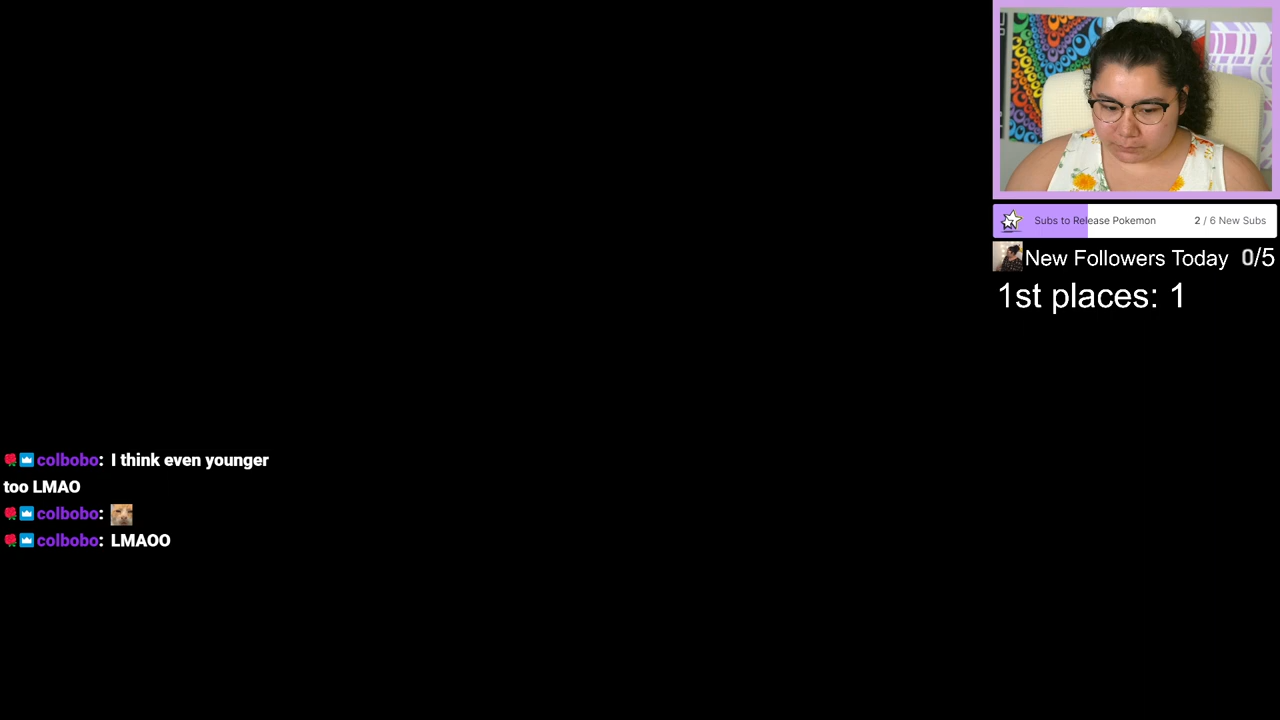 Subs to Release Pokemon 2 / 6 New Subs
New Followers Today 0/5
1st places: 1
colbobo: I think even younger
too LMAO
colbobo:
colbobo: LMAOO